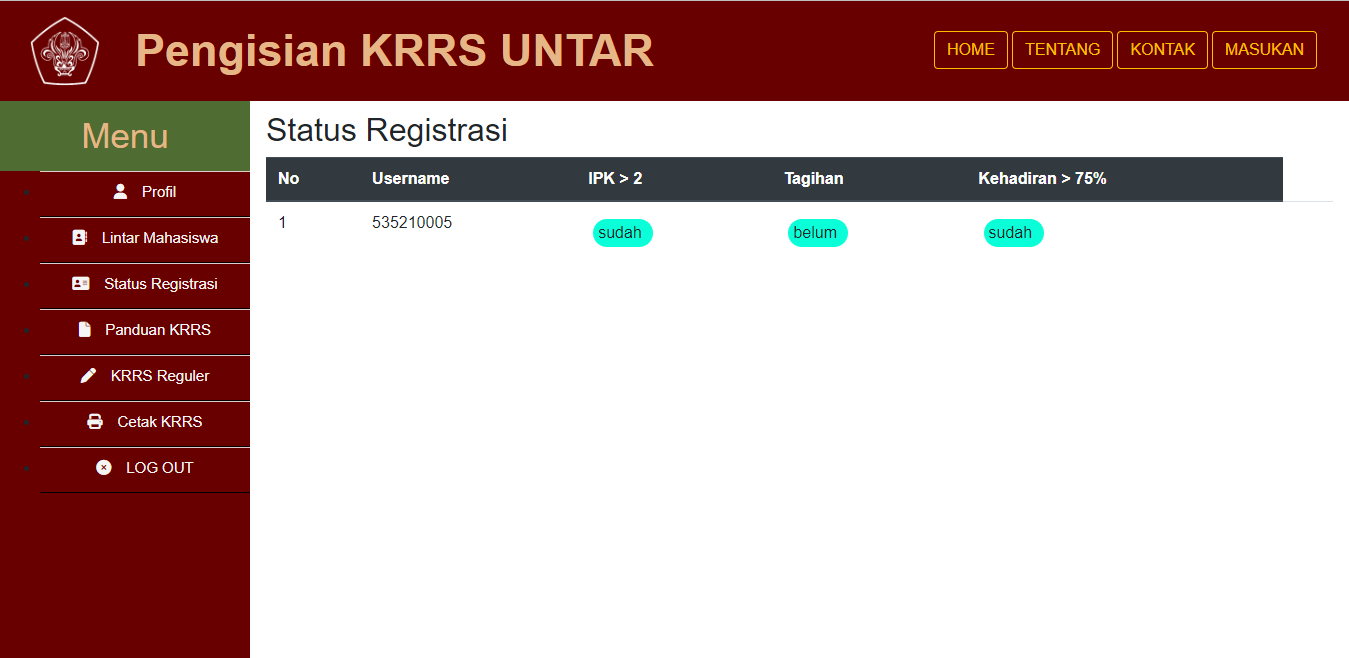 Pengisian KRRS UNTAR
HOME TENTANG KONTAK MASUKAN
Menu
Profil
Lintar Mahasiswa
Status Registrasi
Panduan KRRS
KRRS Reguler
Cetak KRRS
LOG OUT
Status Registrasi
No Username IPK > 2 Tagihan Kehadiran > 75%
1 535210005 sudah belum sudah